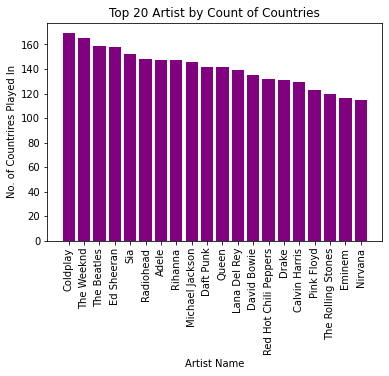 Top 20 Artist by Count of Countries
No. of Countrires Played In
160
140
120
100
80
60
40
20
0
Coldplay
The Weeknd
The Beatles
Ed Sheeran
Sia
Radiohead
Adele
Rihanna
Michael Jackson
Daft Punk
Queen
Lana Del Rey
David Bowie
Red Hot Chili Peppers
Drake
Calvin Harris
Pink Floyd
The Rolling Stones
Eminem
Nirvana
Artist Name